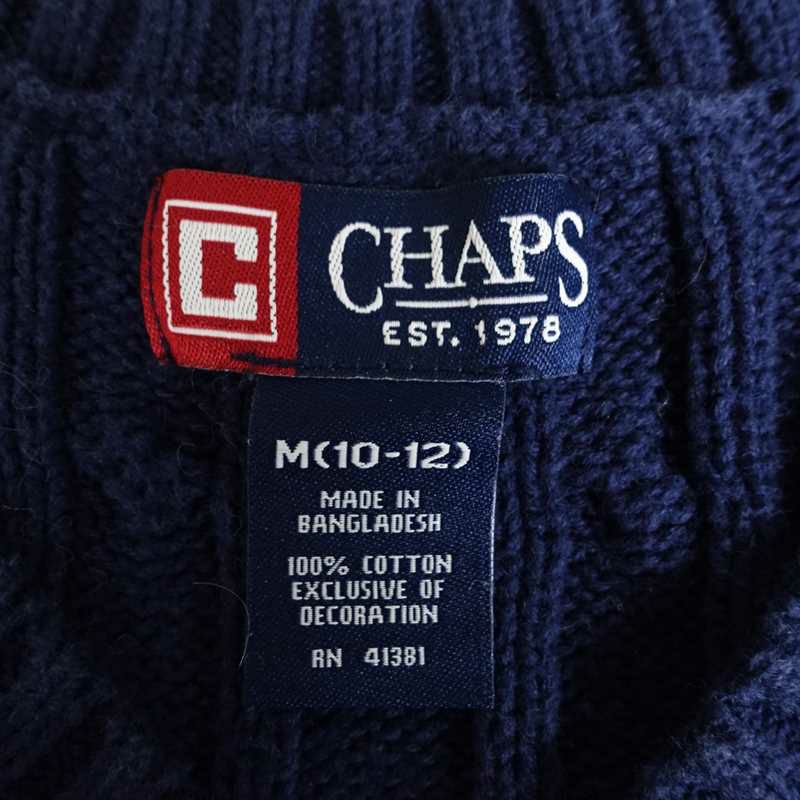 C CHAPS
EST. 1978
M(10-12)
MADE IN
BANGLADESH
100% COTTON
EXCLUSIVE OF
DECORATION
RN 41381